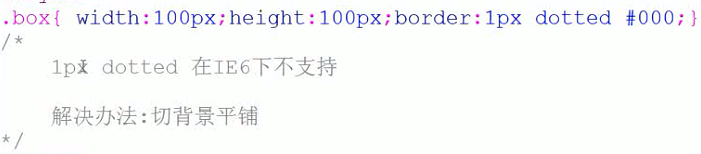 .box{ width:100px;height:100px;border:1px dotted #000;}
/*
1px dotted 在IE6下不支持
解决办法:切背景平铺
*/